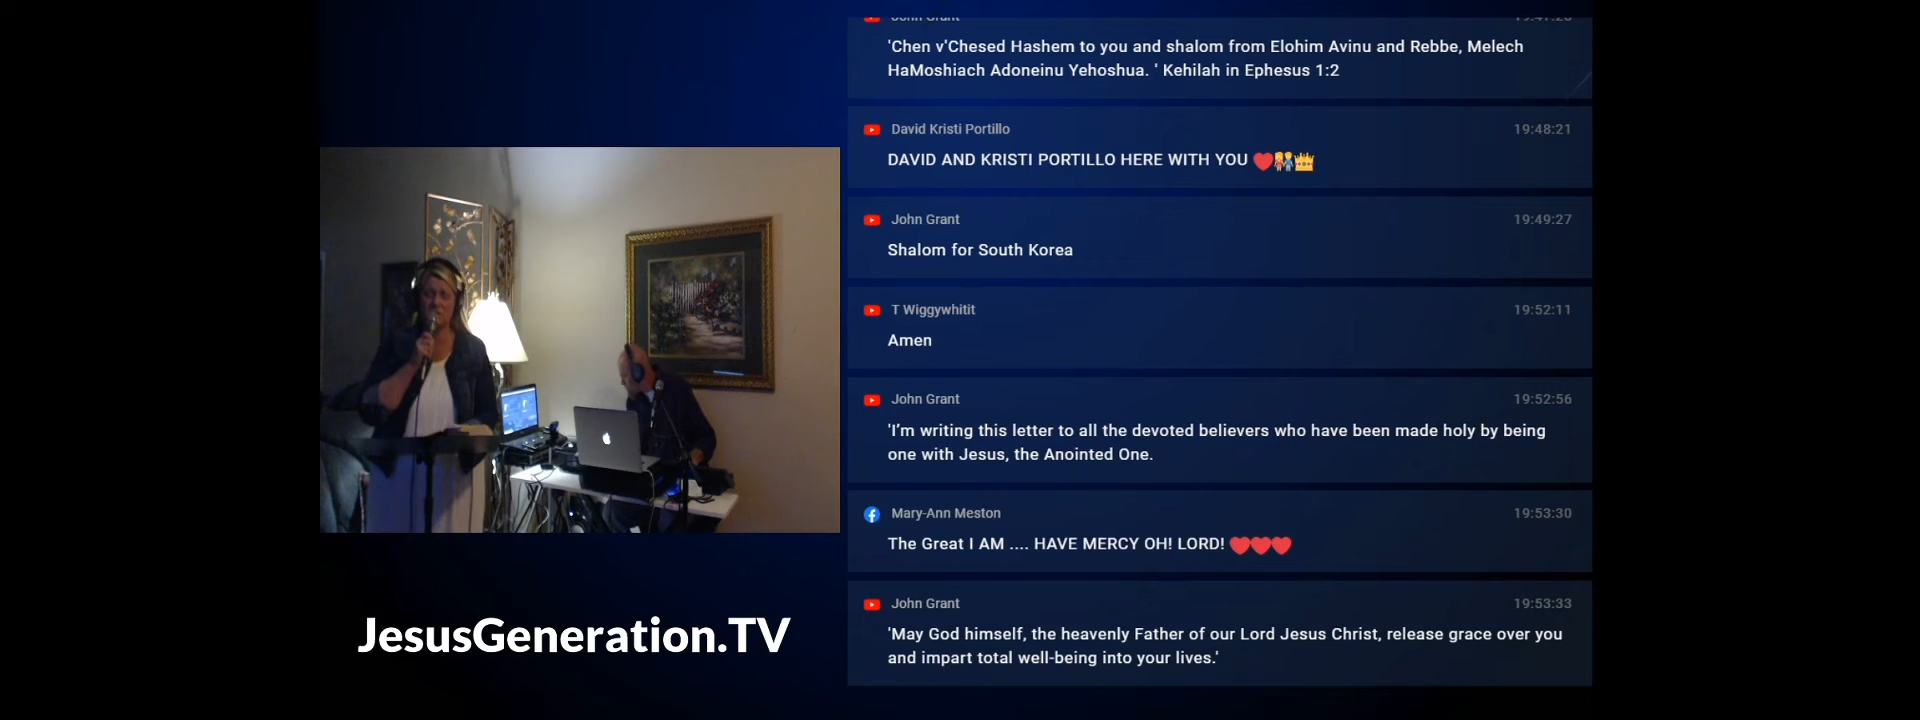 John Grant 19:47:28
'Chen v'Chesed Hashem to you and shalom from Elohim Avinu and Rebbe, Melech
HaMoshiach Adoneinu Yehoshua. ' Kehilah in Ephesus 1:2
David Kristi Portillo 19:48:21
DAVID AND KRISTI PORTILLO HERE WITH YOU ❤️👫👑
John Grant 19:49:27
Shalom for South Korea
T Wiggywhitit 19:52:11
Amen
John Grant 19:52:56
'I'm writing this letter to all the devoted believers who have been made holy by being
one with Jesus, the Anointed One.
Mary-Ann Meston 19:53:30
The Great I AM .... HAVE MERCY OH! LORD! ❤️❤️❤️
John Grant 19:53:33
'May God himself, the heavenly Father of our Lord Jesus Christ, release grace over you
and impart total well-being into your lives.'
JesusGeneration.TV